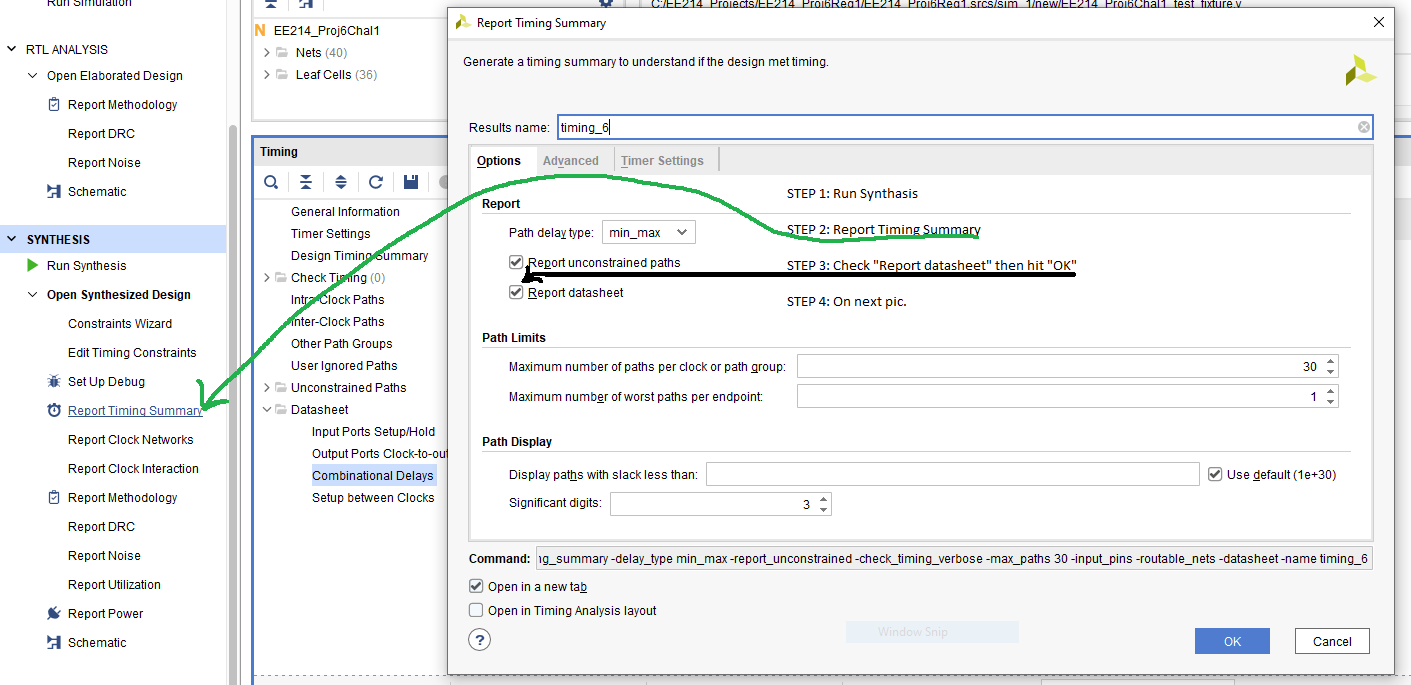 Run Simulation
RTL ANALYSIS
Open Elaborated Design
Report Methodology
Report DRC
Report Noise
Schematic
SYNTHESIS
Run Synthesis
Open Synthesized Design
Constraints Wizard
Edit Timing Constraints
Set Up Debug
Report Timing Summary
Report Clock Networks
Report Clock Interaction
Report Methodology
Report DRC
Report Noise
Report Utilization
Report Power
Schematic
N EE214_Proj6Chal1
Nets (40)
Leaf Cells (36)
Timing
General Information
Timer Settings
Design Timing Summary
Check Timing (0)
Intra-Clock Paths
Inter-Clock Paths
Other Path Groups
User Ignored Paths
Unconstrained Paths
Datasheet
Input Ports Setup/Hold
Output Ports Clock-to-out
Combinational Delays
Setup between Clocks
C:/EE214_Projects/EE214_Proj6Reg1/EE214_Proj6Reg1.srcs/sim_1/new/EE214_Proj6Chal1_test_fixture.v
Report Timing Summary
Generate a timing summary to understand if the design met timing.
Results name: timing_6
Options Advanced Timer Settings
Report
Path delay type: min_max
Report unconstrained paths
Report datasheet
STEP 1: Run Synthasis
STEP 2: Report Timing Summary
STEP 3: Check "Report datasheet" then hit "OK"
STEP 4: On next pic.
Path Limits
Maximum number of paths per clock or path group: 30
Maximum number of worst paths per endpoint: 1
Path Display
Display paths with slack less than: Use default (1e+30)
Significant digits: 3
Command: ng_summary -delay_type min_max -report_unconstrained -check_timing_verbose -max_paths 30 -input_pins -routable_nets -datasheet -name timing_6
Open in a new tab
Open in Timing Analysis layout
Window Snip
? OK Cancel